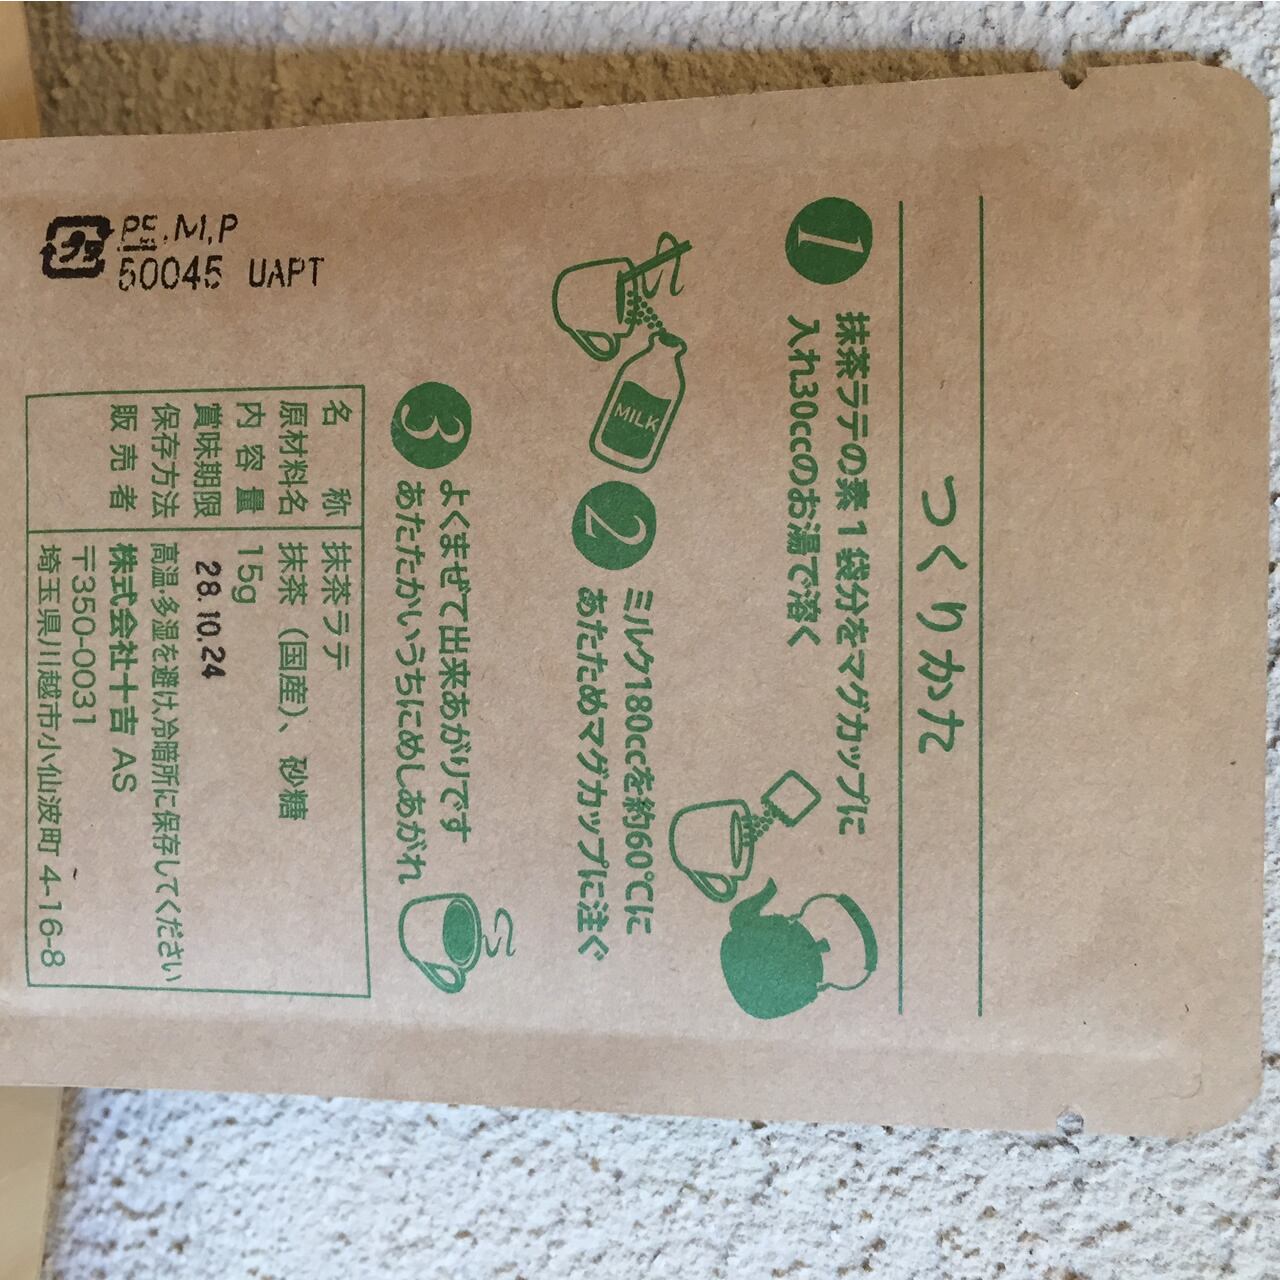 つくりかた
1
抹茶ラテの素1袋分をマグカップに
入れ30ccのお湯で溶く
MILK
2
ミルク180ccを約60℃に
あたためマグカップに注ぐ
3
よくまぜて出来あがりです
あたたかいうちにめしあがれ
名称 抹茶ラテ
原材料名 抹茶（国産）、砂糖
内容量 15g
賞味期限 28.10.24
保存方法 高温・多湿を避け、冷暗所に保存してください
販売者 株式会社十吉 AS
〒350-0031
埼玉県川越市小仙波町 4-16-8
プラ
PE,M,P
50045 UAPT